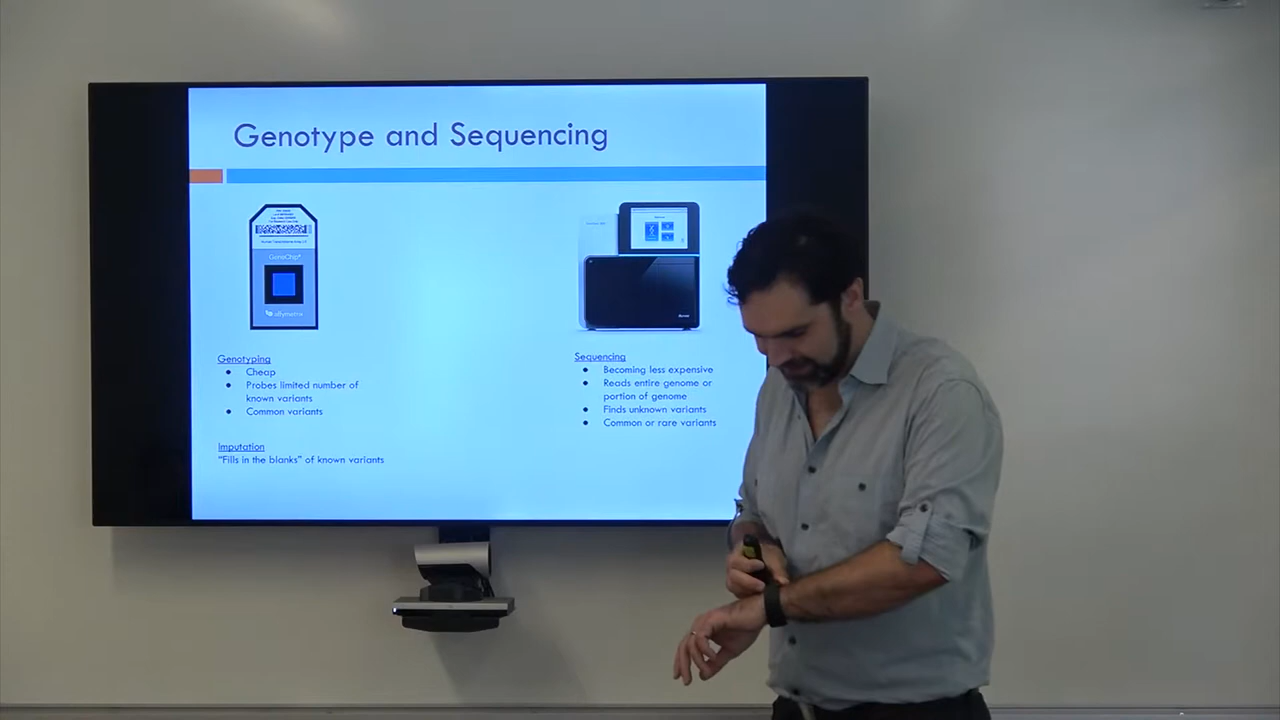 Genotype and Sequencing
GeneChip®
affymetrix
Genotyping
Cheap
Probes limited number of
known variants
Common variants
Imputation
"Fills in the blanks" of known variants
Sequencing
Becoming less expensive
Reads entire genome or
portion of genome
Finds unknown variants
Common or rare variants